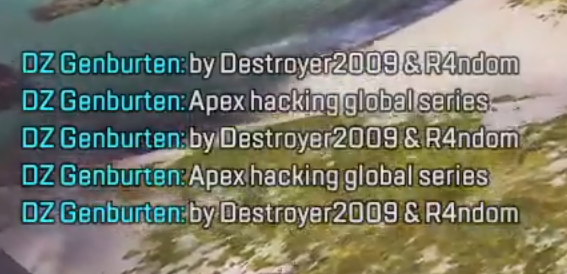 DZ Genburten: by Destroyer2009 & R4ndom
DZ Genburten: Apex hacking global series
DZ Genburten: by Destroyer2009 & R4ndom
DZ Genburten: Apex hacking global series
DZ Genburten: by Destroyer2009 & R4ndom